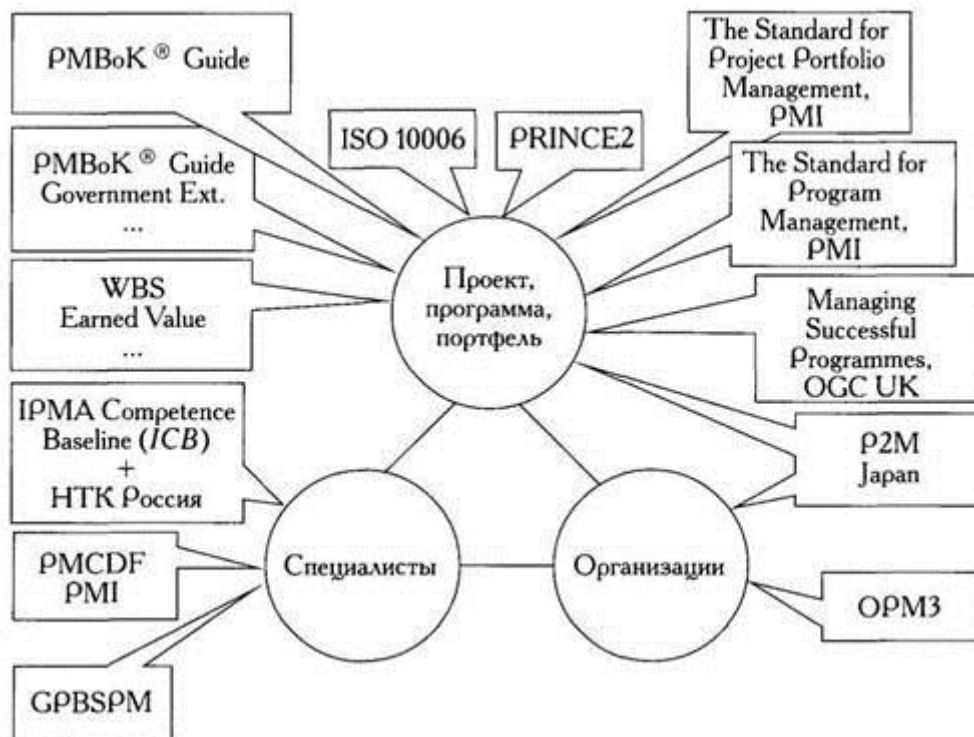 PMBoK ® Guide
ISO 10006
PRINCE2
The Standard for
Project Portfolio
Management,
PMI
PMBoK ® Guide
Government Ext.
...
The Standard for
Program
Management,
PMI
WBS
Earned Value
...
Проект,
программа,
портфель
Managing
Successful
Programmes,
OGC UK
IPMA Competence
Baseline (ICB)
+
НТК Россия
P2M
Japan
PMCDF
PMI
Специалисты
Организации
OPM3
GPBSPM